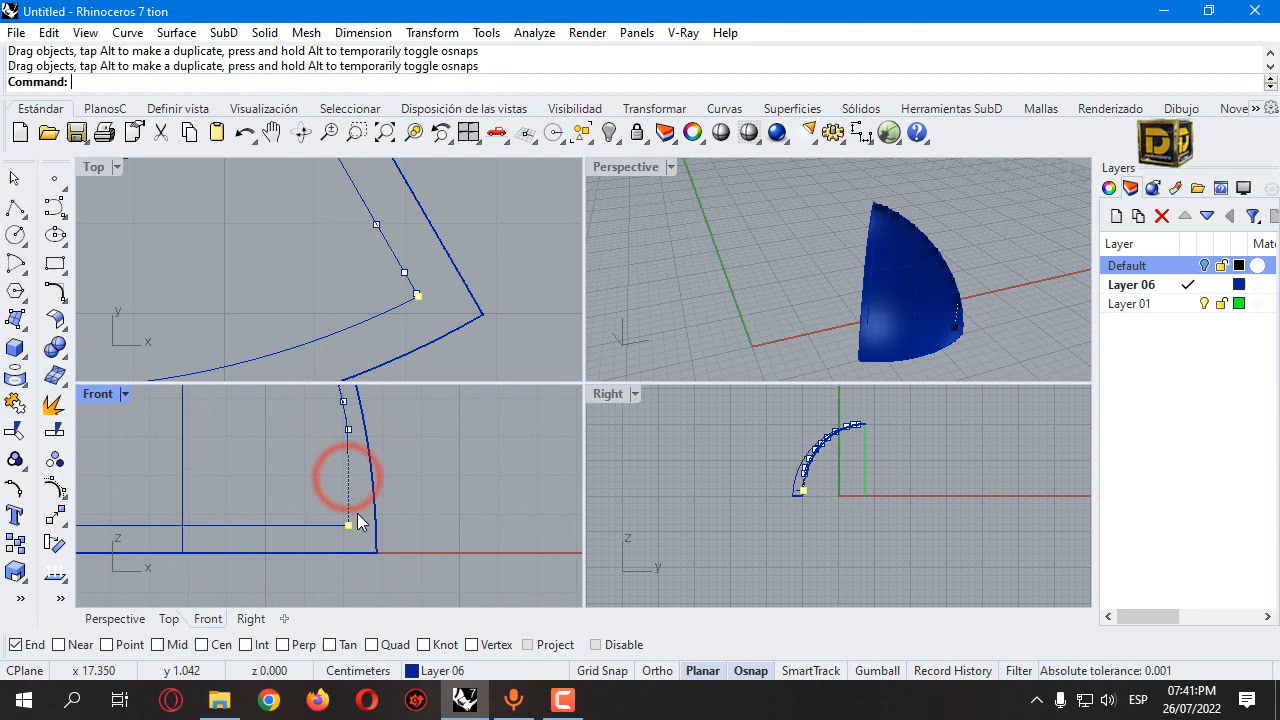 Untitled - Rhinoceros 7 tion
File Edit View Curve Surface SubD Solid Mesh Dimension Transform Tools Analyze Render Panels V-Ray Help
Drag objects, tap Alt to make a duplicate, press and hold Alt to temporarily toggle osnaps
Drag objects, tap Alt to make a duplicate, press and hold Alt to temporarily toggle osnaps
Command:
Estándar PlanosC Definir vista Visualización Seleccionar Disposición de las vistas Visibilidad Transformar Curvas Superficies Sólidos Herramientas SubD Mallas Renderizado Dibujo Nove
Top
Perspective
Layers
Layer Mate
Default
Layer 06
Layer 01
y
x
Front
Right
z
x
z
y
Perspective Top Front Right
End Near Point Mid Cen Int Perp Tan Quad Knot Vertex Project Disable
CPlane x 17.350 y 1.042 z 0.000 Centimeters Layer 06 Grid Snap Ortho Planar Osnap SmartTrack Gumball Record History Filter Absolute tolerance: 0.001
ESP
07:41:PM
26/07/2022